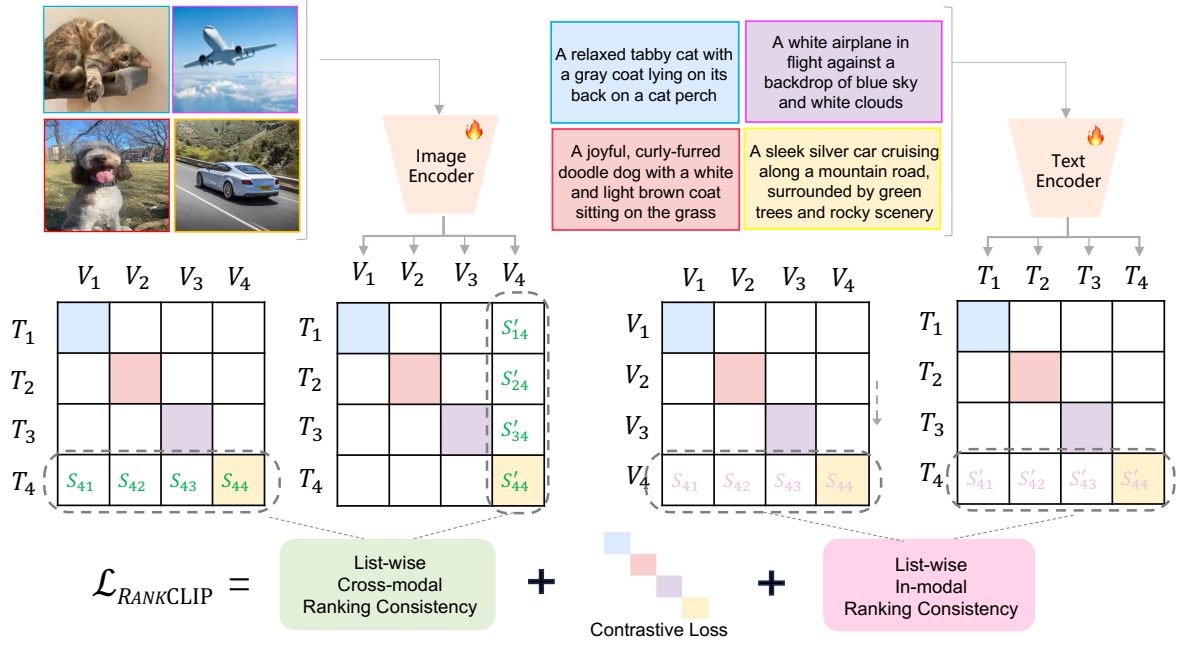 A relaxed tabby cat with
a gray coat lying on its
back on a cat perch
A white airplane in
flight against a
backdrop of blue sky
and white clouds
A joyful, curly-furred
doodle dog with a white
and light brown coat
sitting on the grass
A sleek silver car cruising
along a mountain road,
surrounded by green
trees and rocky scenery
Image
Encoder
Text
Encoder
V₁ V₂ V₃ V₄
T₁
T₂
T₃
T₄ S₄₁ S₄₂ S₄₃ S₄₄
V₁ V₂ V₃ V₄
T₁ S′₁₄
T₂ S′₂₄
T₃ S′₃₄
T₄ S′₄₄
V₁ V₂ V₃ V₄
V₁
V₂
V₃
V₄ S₄₁ S₄₂ S₄₃ S₄₄
T₁ T₂ T₃ T₄
T₁
T₂
T₃
T₄ S′₄₁ S′₄₂ S′₄₃ S′₄₄
ℒ_RANKCLIP =
List-wise
Cross-modal
Ranking Consistency
+
Contrastive Loss
+
List-wise
In-modal
Ranking Consistency